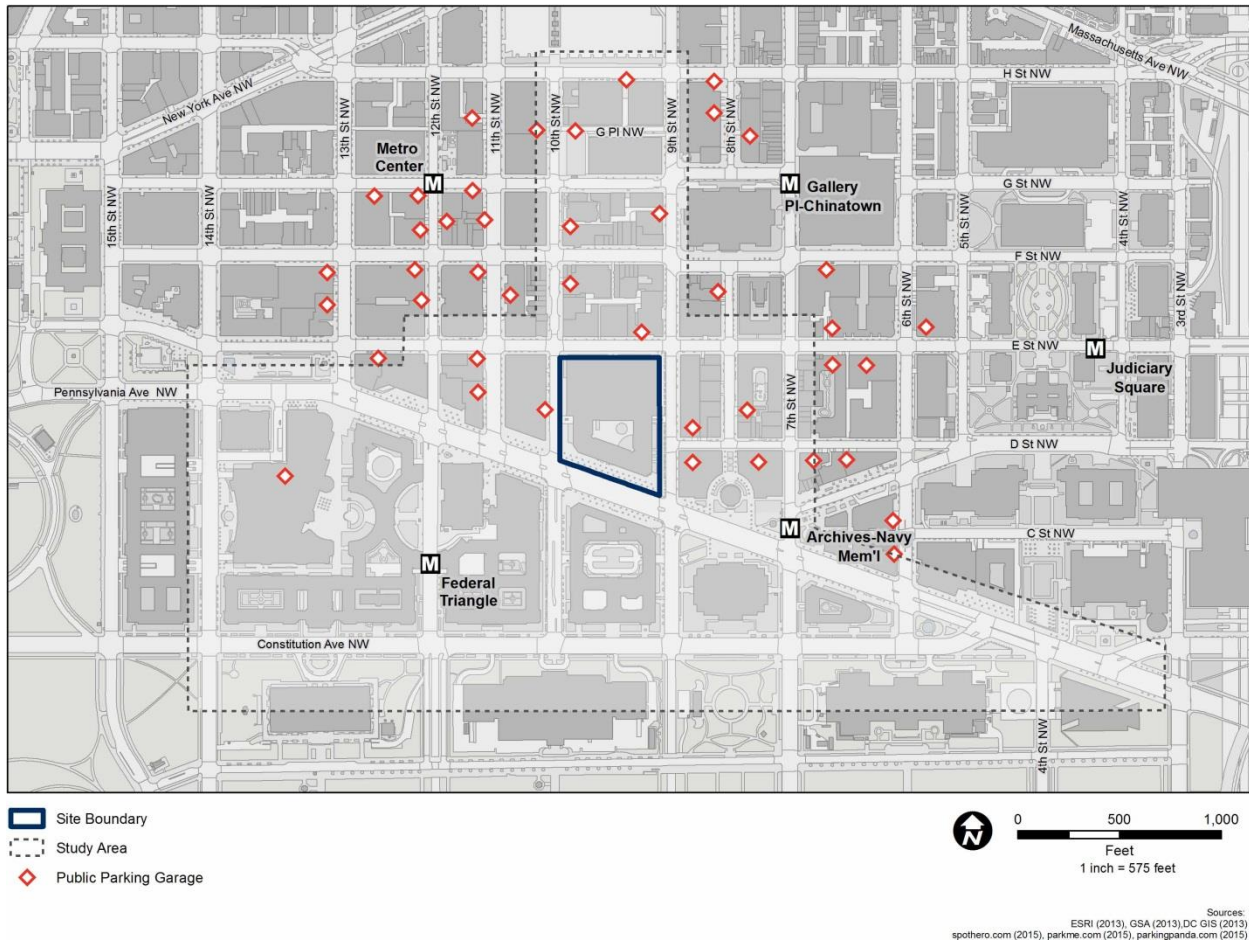 Massachusetts Ave NW
H St NW
New York Ave NW
13th St NW
12th St NW
11th St NW
10th St NW
9th St NW
8th St NW
G Pl NW
Metro
Center
M
M
Gallery
Pl-Chinatown
G St NW
15th St NW
14th St NW
5th St NW
4th St NW
F St NW
6th St NW
3rd St NW
E St NW
M
Judiciary
Square
Pennsylvania Ave NW
7th St NW
D St NW
M
Archives-Navy
Mem'l
C St NW
M
Federal
Triangle
Constitution Ave NW
4th St NW
Site Boundary
Study Area
Public Parking Garage
N
0 500 1,000
Feet
1 inch = 575 feet
Sources:
ESRI (2013), GSA (2013),DC GIS (2013)
spothero.com (2015), parkme.com (2015), parkingpanda.com (2015)